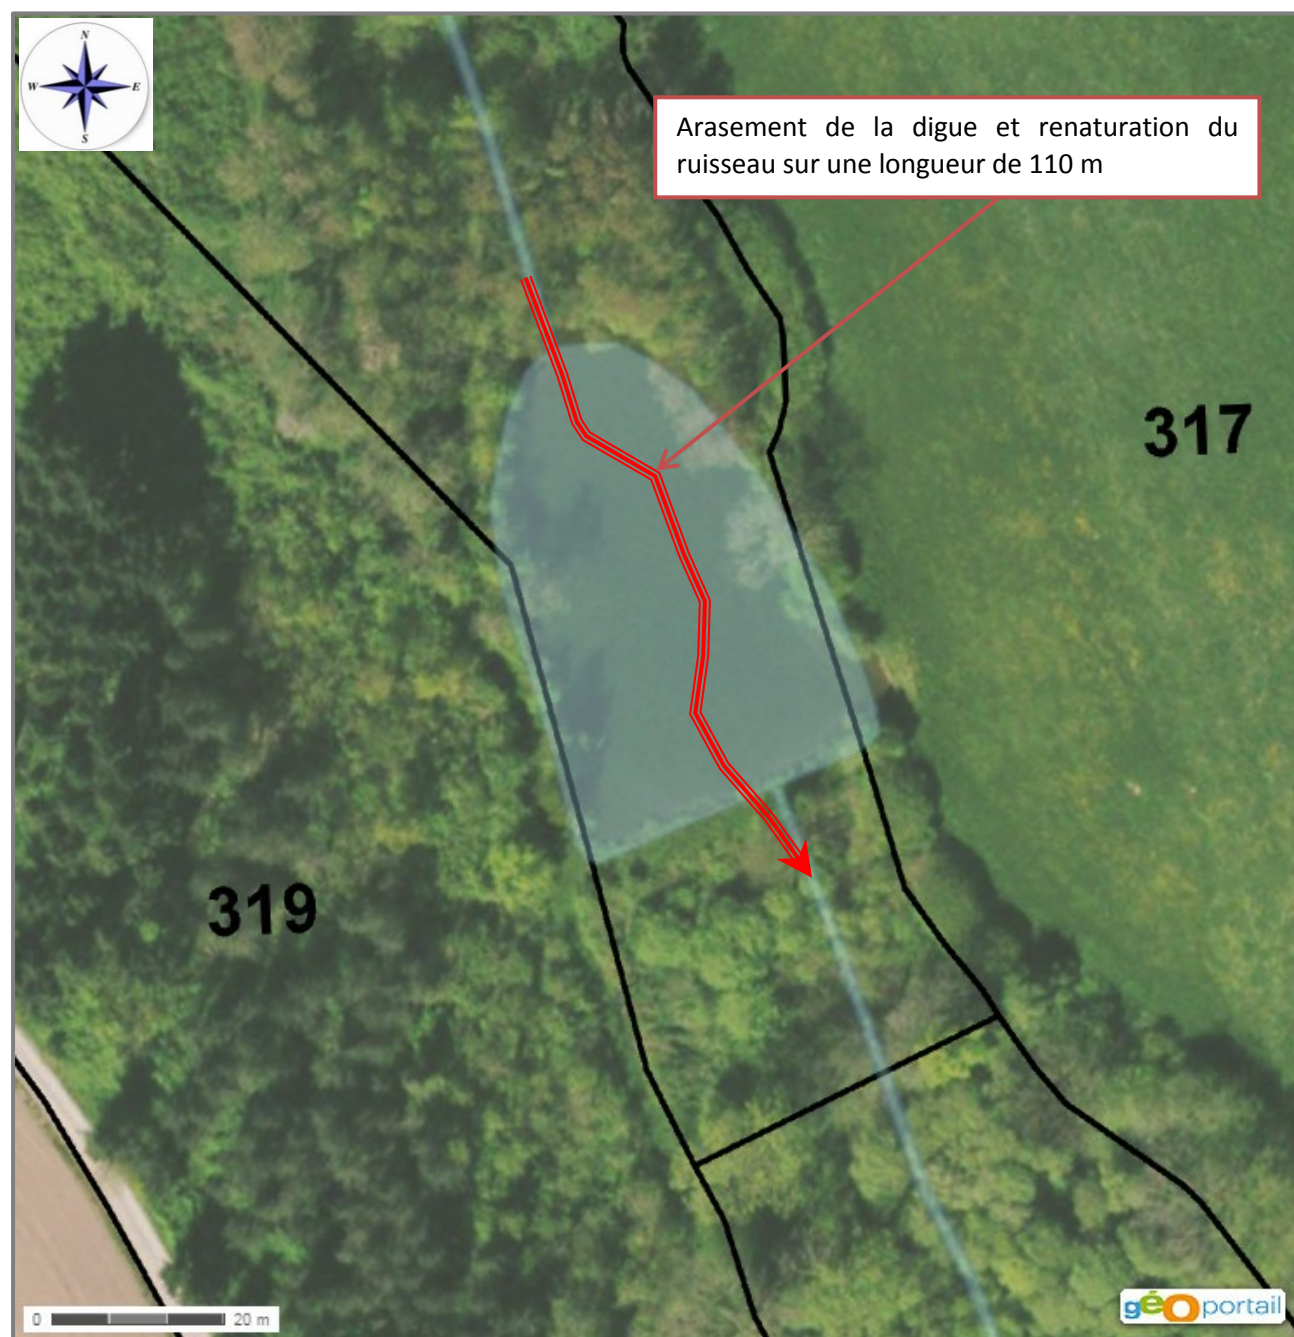 N
W E
S
Arasement de la digue et renaturation du
ruisseau sur une longueur de 110 m
317
319
0 20 m
géoportail